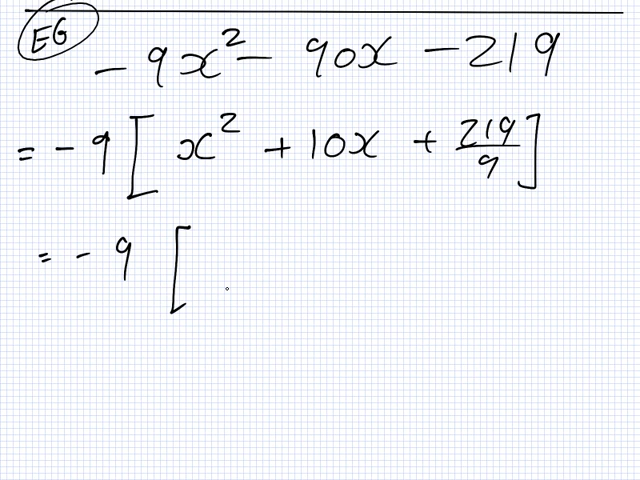 EG
- 9x² - 90x - 219
= - 9 [ x² + 10x + 219/9 ]
= - 9 [